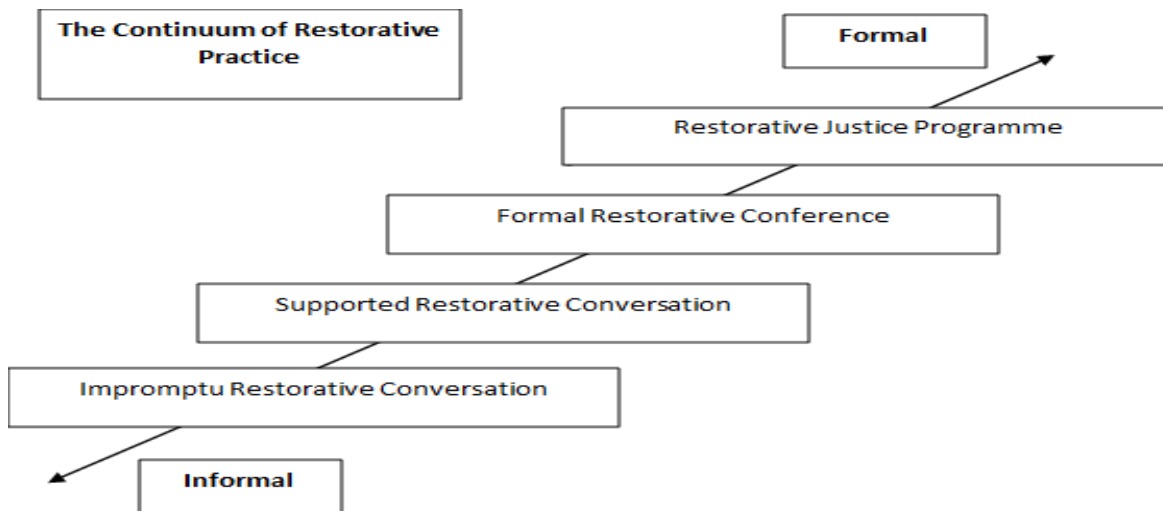 The Continuum of Restorative
Practice
Formal
Restorative Justice Programme
Formal Restorative Conference
Supported Restorative Conversation
Impromptu Restorative Conversation
Informal